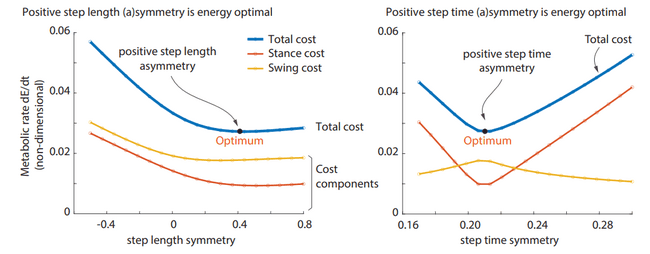 Positive step length (a)symmetry is energy optimal
0.06
0.04
0.02
0
Metabolic rate dE/dt
(non-dimensional)
positive step length
asymmetry
Total cost
Stance cost
Swing cost
Optimum
Total cost
Cost
components
-0.4
0
0.4
0.8
step length symmetry
Positive step time (a)symmetry is energy optimal
0.06
0.04
0.02
0
positive step time
asymmetry
Total cost
Optimum
0.16
0.20
0.24
0.28
step time symmetry